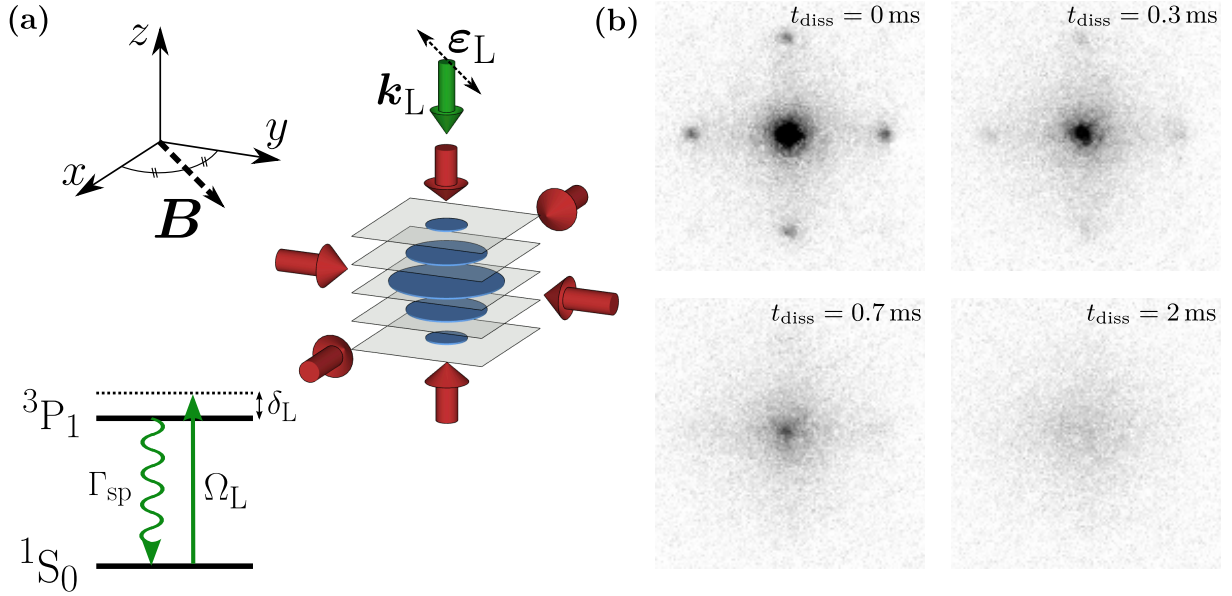 (a)
z
y
x
B
ε_L
k_L
³P₁
δ_L
Γ_sp
Ω_L
¹S₀
(b)
t_diss = 0 ms
t_diss = 0.3 ms
t_diss = 0.7 ms
t_diss = 2 ms